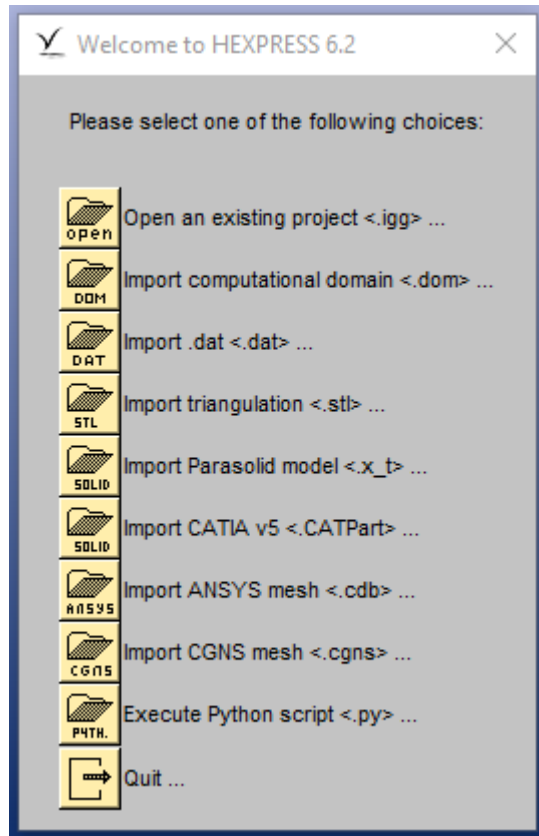 Welcome to HEXPRESS 6.2
Please select one of the following choices:
open
Open an existing project <.igg> ...
DOM
Import computational domain <.dom> ...
DAT
Import .dat <.dat> ...
STL
Import triangulation <.stl> ...
SOLID
Import Parasolid model <.x_t> ...
SOLID
Import CATIA v5 <.CATPart> ...
ANSYS
Import ANSYS mesh <.cdb> ...
CGNS
Import CGNS mesh <.cgns> ...
PYTH.
Execute Python script <.py> ...
Quit ...